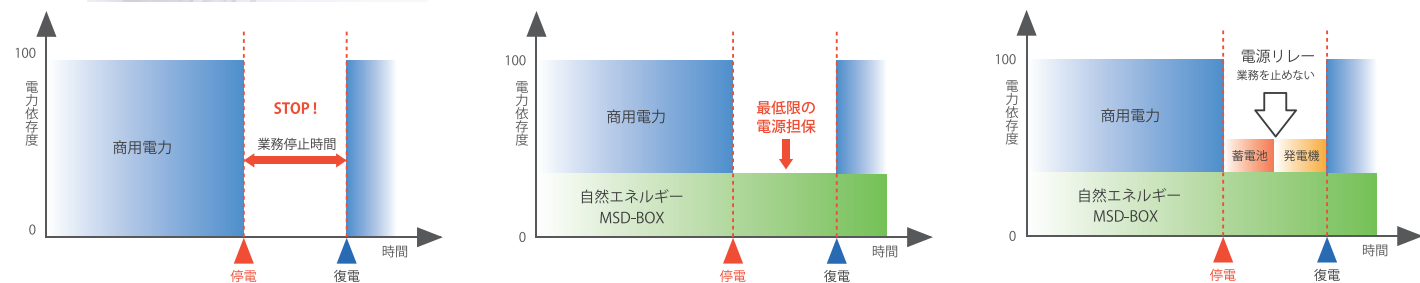 100
電力依存度
0
商用電力
STOP!
業務停止時間
時間
停電
復電
100
電力依存度
0
商用電力
最低限の
電源担保
自然エネルギー
MSD-BOX
時間
停電
復電
100
電力依存度
0
商用電力
電源リレー
業務を止めない
蓄電池
発電機
自然エネルギー
MSD-BOX
時間
停電
復電